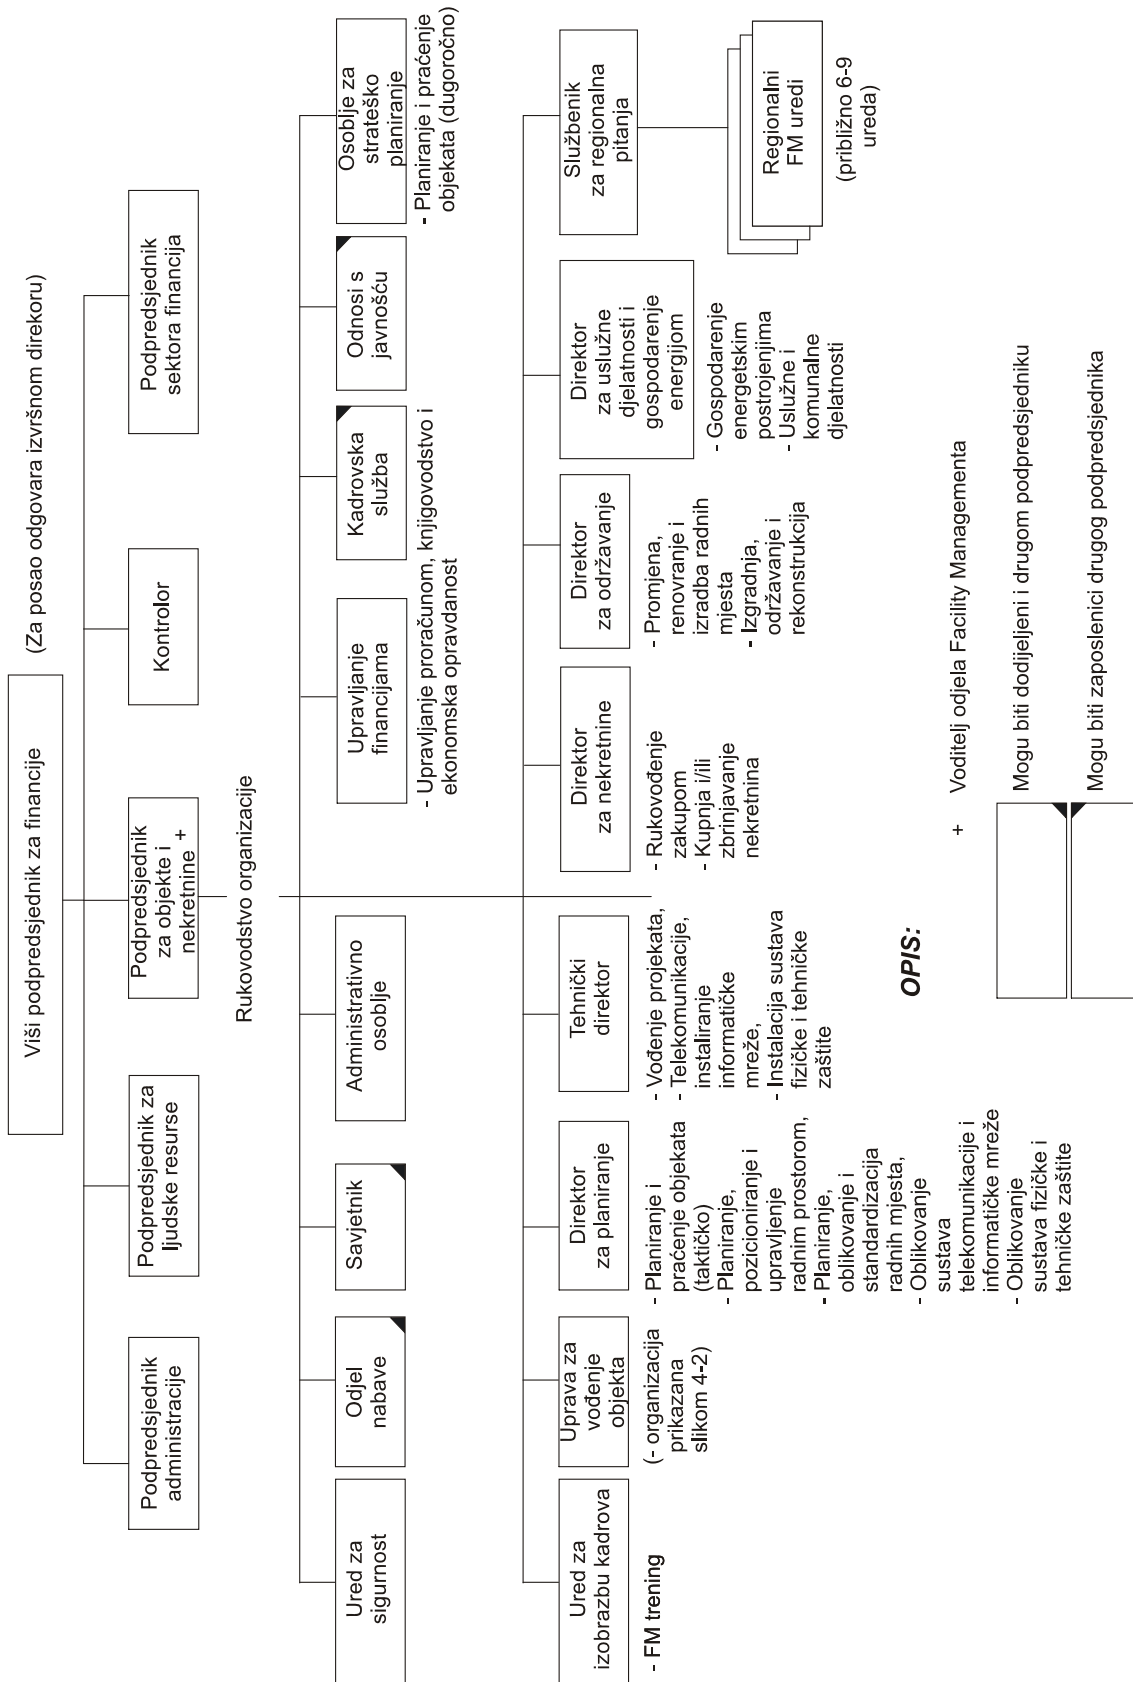 Viši podpredsjednik za financije
(Za posao odgovara izvršnom direkoru)
Podpredsjednik
administracije
Podpredsjednik za
ljudske resurse
Podpredsjednik
za objekte i
nekretnine +
Kontrolor
Podpredsjednik
sektora financija
Rukovodstvo organizacije
Ured za
sigurnost
Odjel
nabave
Savjetnik
Administrativno
osoblje
Upravljanje
financijama
- Upravljanje proračunom, knjigovodstvo i
ekonomska opravdanost
Kadrovska
služba
Odnosi s
javnošću
Osoblje za
strateško
planiranje
- Planiranje i praćenje
objekata (dugoročno)
Ured za
izobrazbu kadrova
- FM trening
Uprava za
vođenje
objekta
(- organizacija
prikazana
slikom 4-2)
Direktor
za planiranje
- Planiranje i
praćenje objekata
(taktičko)
- Planiranje,
pozicioniranje i
upravljenje
radnim prostorom,
- Planiranje,
oblikovanje i
standardizacija
radnih mjesta,
- Oblikovanje
sustava
telekomunikacije i
informatičke mreže
- Oblikovanje
sustava fizičke i
tehničke zaštite
Tehnički
direktor
- Vođenje projekata,
- Telekomunikacije,
instaliranje
informatičke
mreže,
- Instalacija sustava
fizičke i tehničke
zaštite
Direktor
za nekretnine
- Rukovođenje
zakupom
- Kupnja i/ili
zbrinjavanje
nekretnina
Direktor
za održavanje
- Promjena,
renovranje i
izradba radnih
mjesta
- Izgradnja,
održavanje i
rekonstrukcija
Direktor
za uslužne
djelatnosti i
gospodarenje
energijom
- Gospodarenje
energetskim
postrojenjima
- Uslužne i
komunalne
djelatnosti
Službenik
za regionalna
pitanja
Regionalni
FM uredi
(približno 6-9
ureda)
OPIS:
+ Voditelj odjela Facility Managementa
Mogu biti dodijeljeni i drugom podpredsjedniku
Mogu biti zaposlenici drugog podpredsjednika